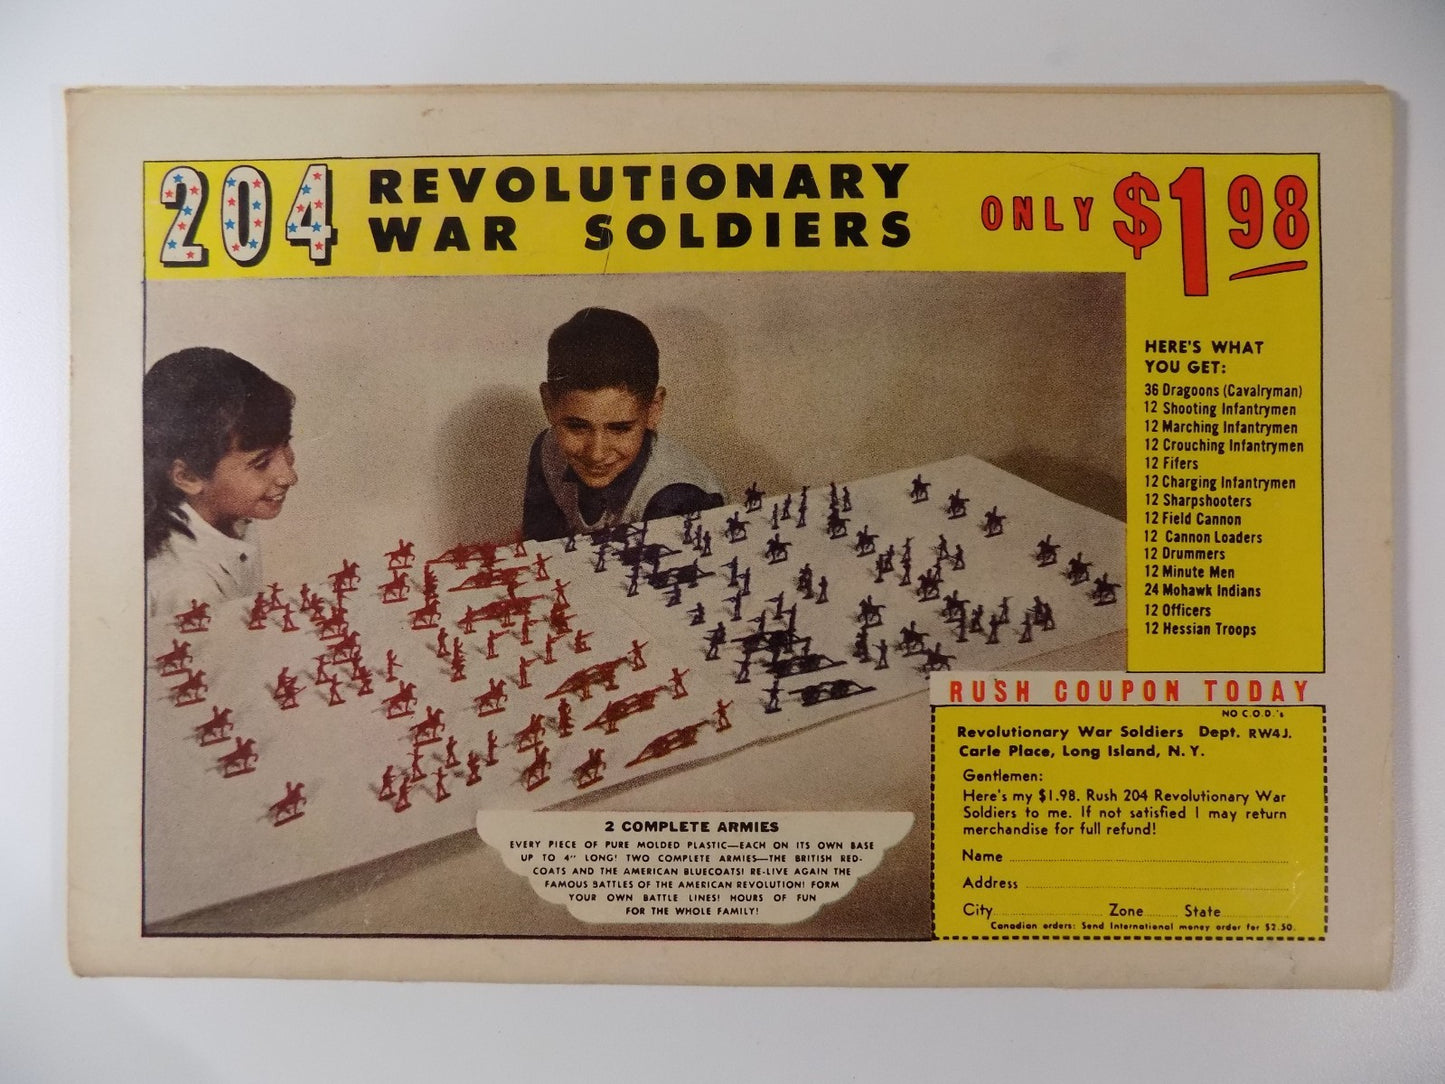 204 REVOLUTIONARY
WAR SOLDIERS
ONLY $1.98
HERE'S WHAT
YOU GET:
36 Dragoons (Cavalryman)
12 Shooting Infantrymen
12 Marching Infantrymen
12 Crouching Infantrymen
12 Fifers
12 Charging Infantrymen
12 Sharpshooters
12 Field Cannon
12 Cannon Loaders
12 Drummers
12 Minute Men
24 Mohawk Indians
12 Officers
12 Hessian Troops
2 COMPLETE ARMIES
EVERY PIECE OF PURE MOLDED PLASTIC—EACH ON ITS OWN BASE
UP TO 4" LONG! TWO COMPLETE ARMIES—THE BRITISH RED-
COATS AND THE AMERICAN BLUECOATS! RE-LIVE AGAIN THE
FAMOUS BATTLES OF THE AMERICAN REVOLUTION! FORM
YOUR OWN BATTLE LINES! HOURS OF FUN
FOR THE WHOLE FAMILY!
RUSH COUPON TODAY
NO C.O.D.'s
Revolutionary War Soldiers Dept. RW4J.
Carle Place, Long Island, N.Y.
Gentlemen:
Here's my $1.98. Rush 204 Revolutionary War
Soldiers to me. If not satisfied I may return
merchandise for full refund!
Name
Address
City Zone State
Canadian orders: Send International money order for $2.50.